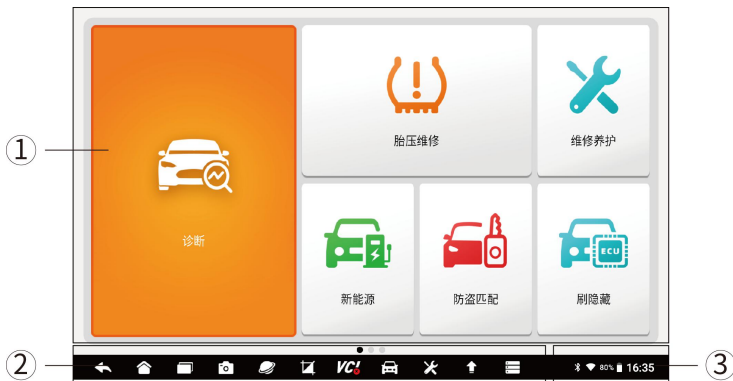 ①
胎压维修
维修养护
诊断
新能源
防盗匹配
ECU
刷隐藏
② VCI 80% 16:35 ③